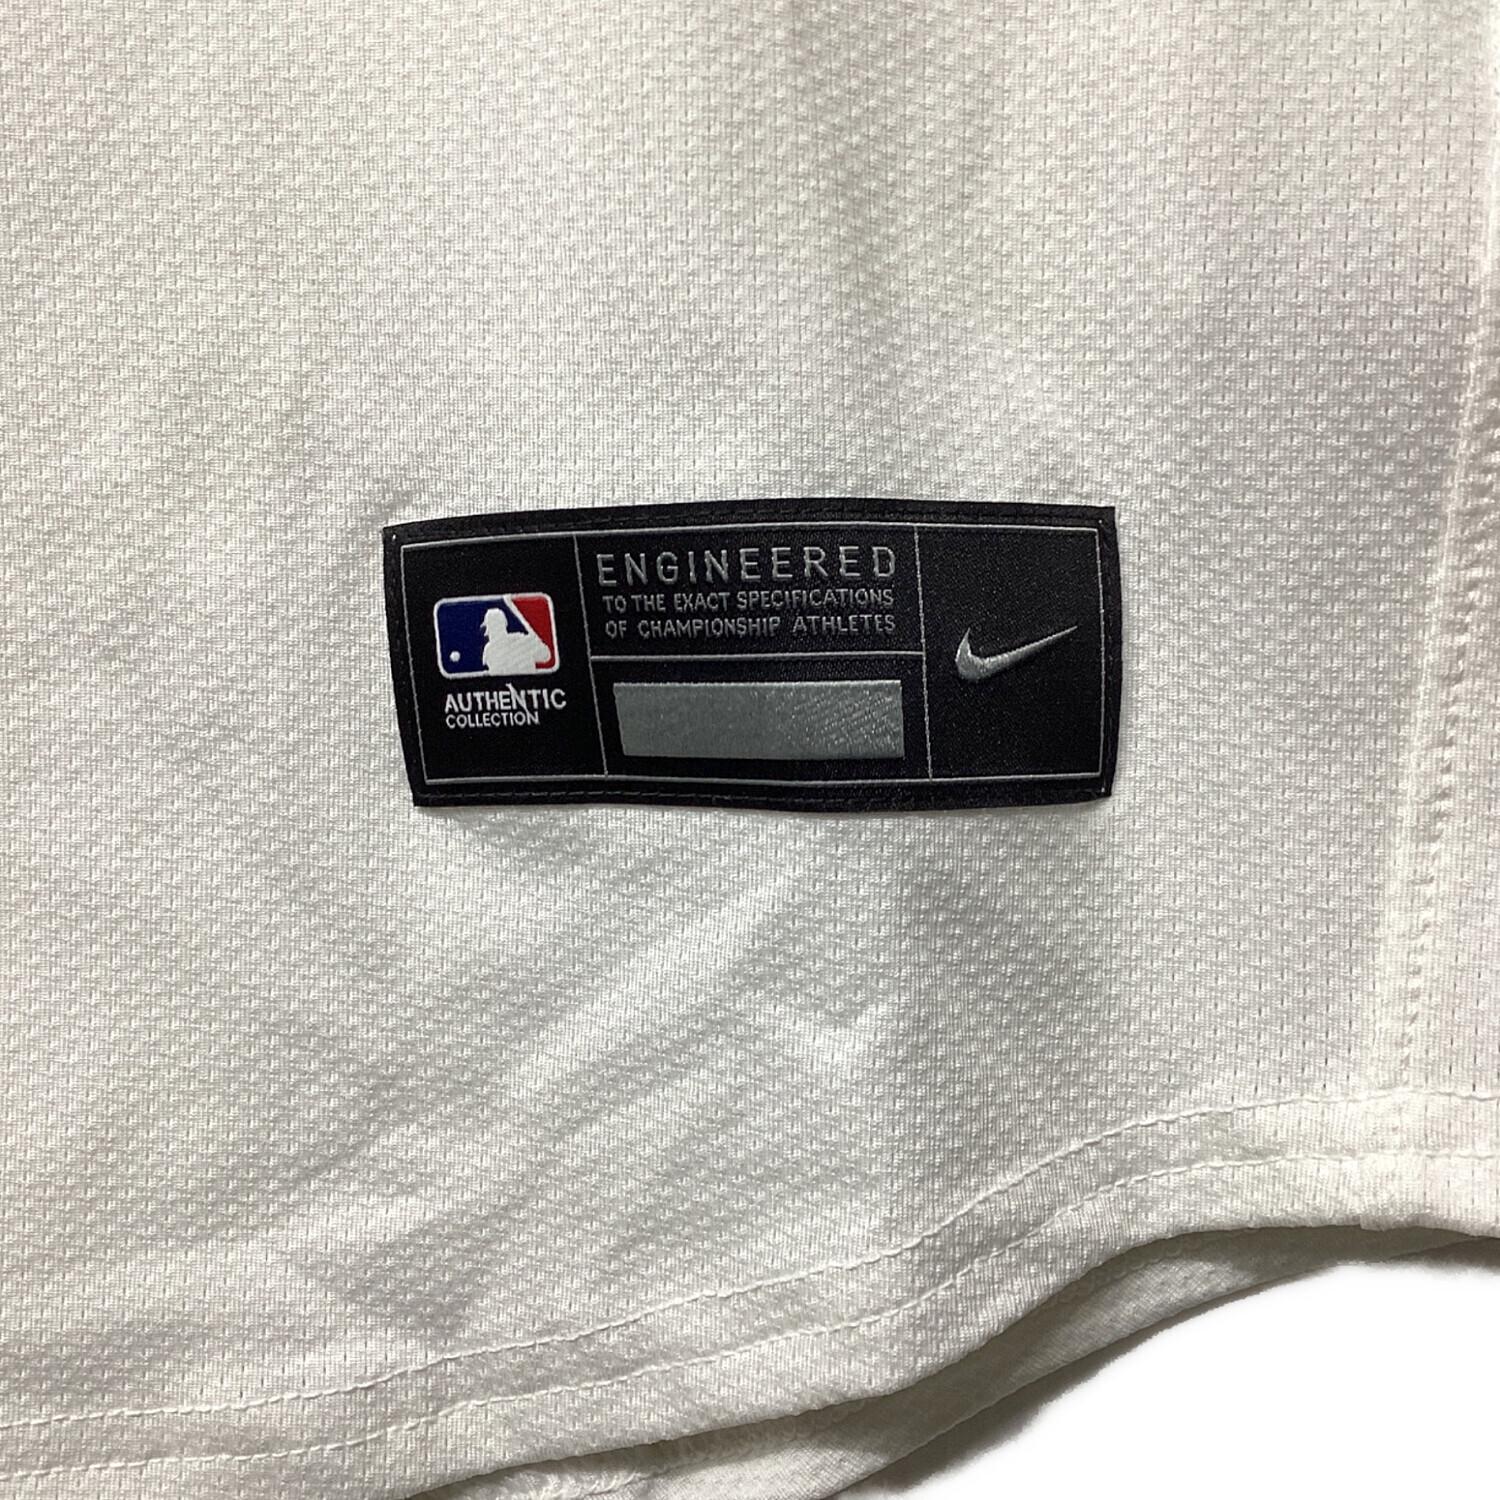 ENGINEERED
TO THE EXACT SPECIFICATIONS
OF CHAMPIONSHIP ATHLETES
AUTHENTIC
COLLECTION